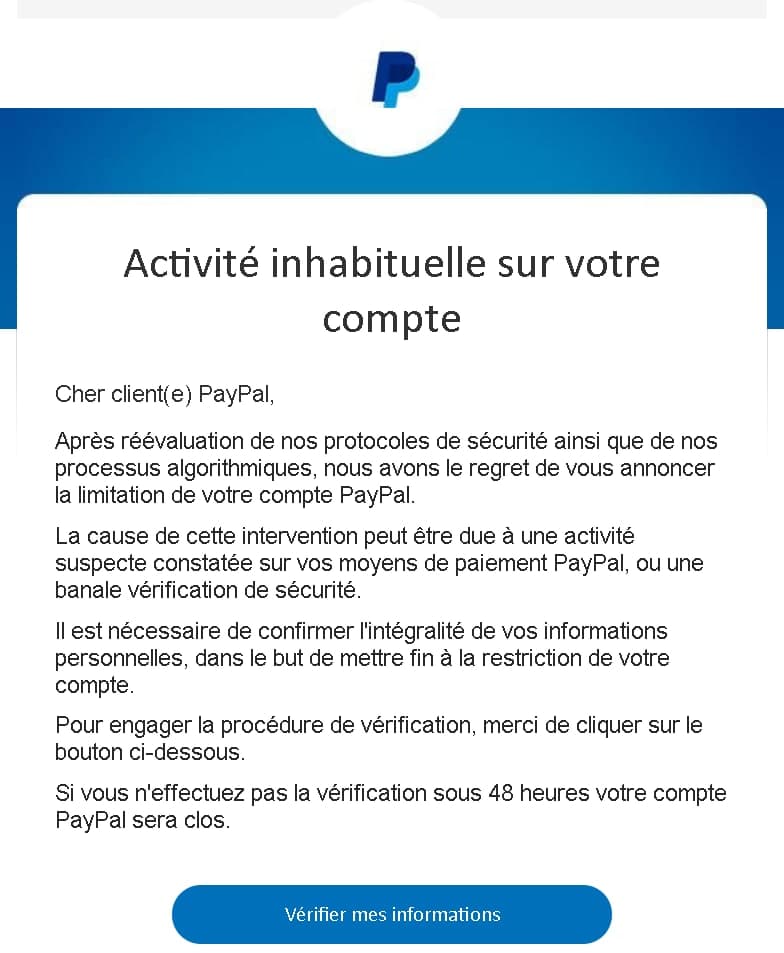 Activité inhabituelle sur votre
compte
Cher client(e) PayPal,
Après réévaluation de nos protocoles de sécurité ainsi que de nos
processus algorithmiques, nous avons le regret de vous annoncer
la limitation de votre compte PayPal.
La cause de cette intervention peut être due à une activité
suspecte constatée sur vos moyens de paiement PayPal, ou une
banale vérification de sécurité.
Il est nécessaire de confirmer l'intégralité de vos informations
personnelles, dans le but de mettre fin à la restriction de votre
compte.
Pour engager la procédure de vérification, merci de cliquer sur le
bouton ci-dessous.
Si vous n'effectuez pas la vérification sous 48 heures votre compte
PayPal sera clos.
Vérifier mes informations